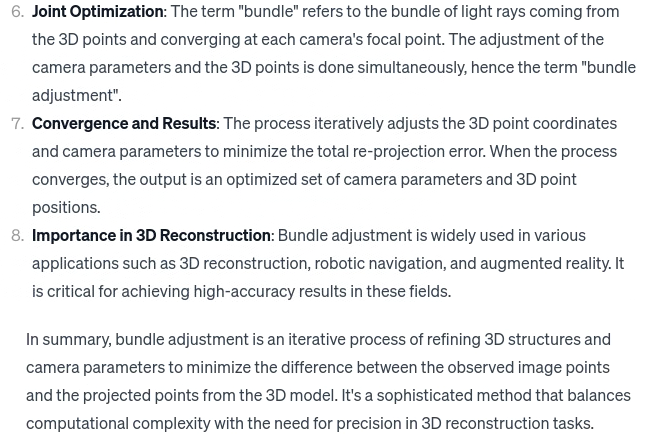 6. Joint Optimization: The term "bundle" refers to the bundle of light rays coming from
the 3D points and converging at each camera's focal point. The adjustment of the
camera parameters and the 3D points is done simultaneously, hence the term "bundle
adjustment".
7. Convergence and Results: The process iteratively adjusts the 3D point coordinates
and camera parameters to minimize the total re-projection error. When the process
converges, the output is an optimized set of camera parameters and 3D point
positions.
8. Importance in 3D Reconstruction: Bundle adjustment is widely used in various
applications such as 3D reconstruction, robotic navigation, and augmented reality. It
is critical for achieving high-accuracy results in these fields.
In summary, bundle adjustment is an iterative process of refining 3D structures and
camera parameters to minimize the difference between the observed image points
and the projected points from the 3D model. It's a sophisticated method that balances
computational complexity with the need for precision in 3D reconstruction tasks.